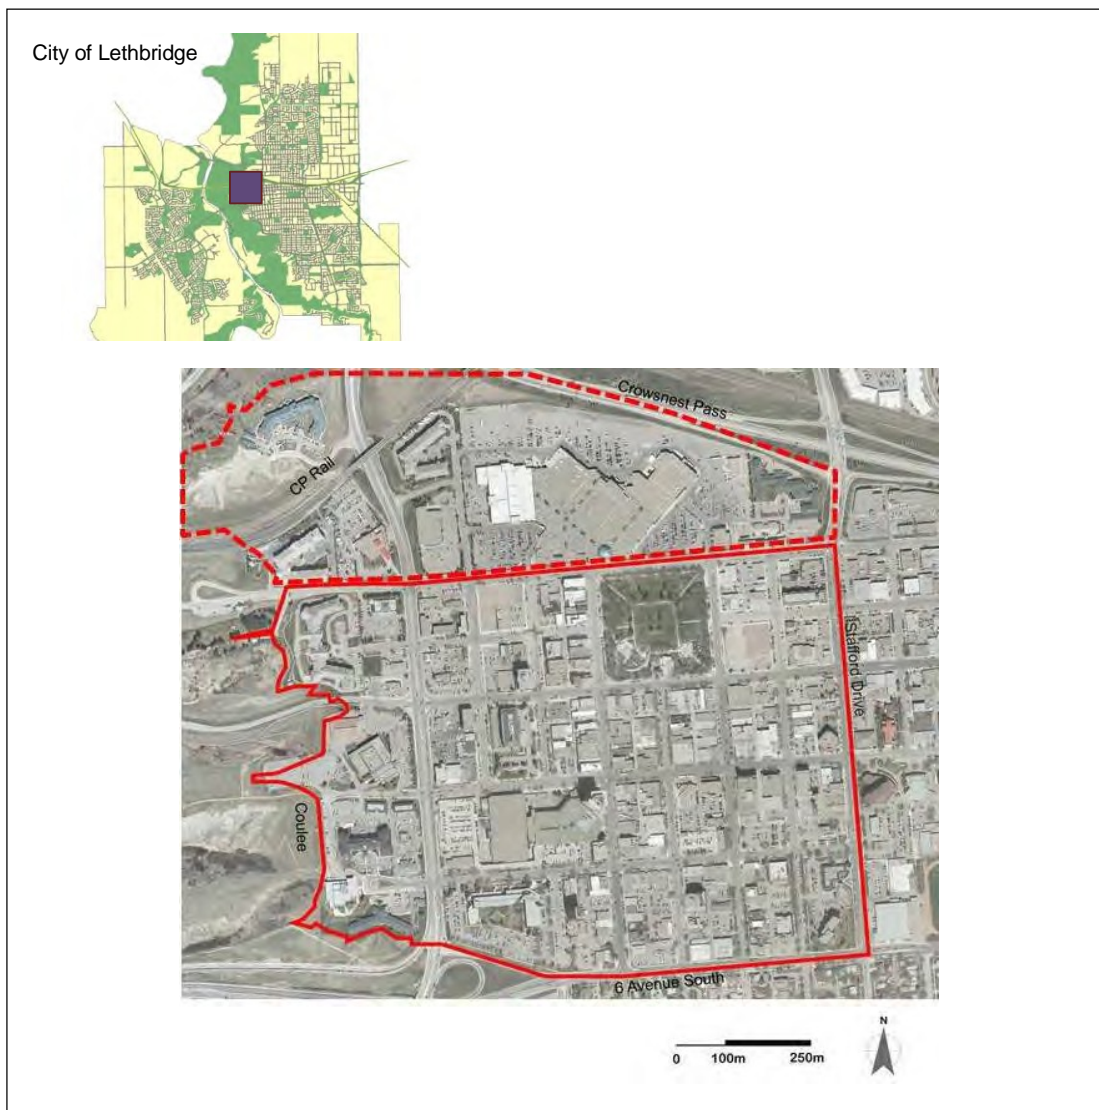 City of Lethbridge
Crowsnest Pass
CP Rail
Stafford Drive
Coulee
6 Avenue South
N
0 100m 250m